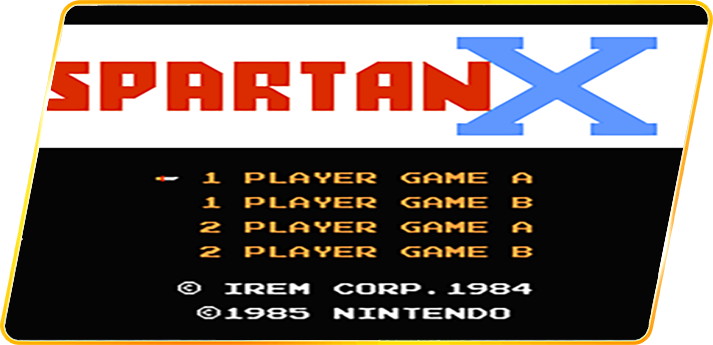 SPARTAN X
1 PLAYER GAME A
1 PLAYER GAME B
2 PLAYER GAME A
2 PLAYER GAME B
© IREM CORP.1984
©1985 NINTENDO